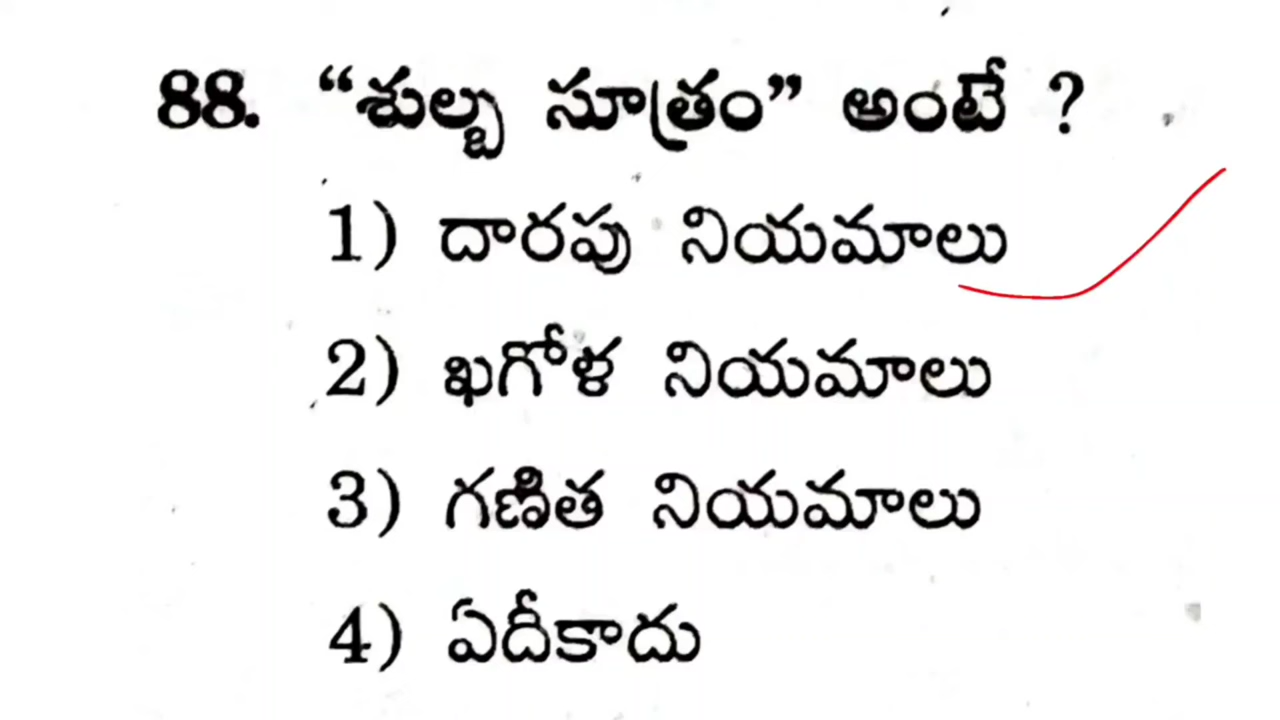 88. “శుల్బ సూత్రం” అంటే ?
1) దారపు నియమాలు
2) ఖగోళ నియమాలు
3) గణిత నియమాలు
4) ఏదీకాదు